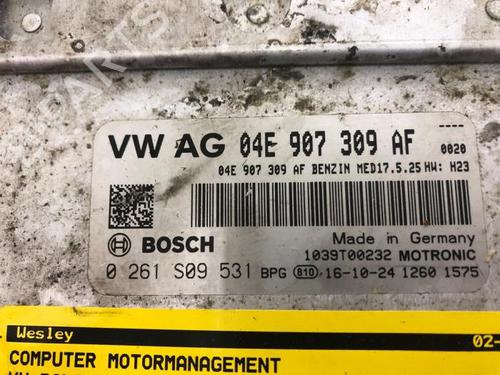 VW AG 04E 907 309 AF 0020
04E 907 309 AF BENZIN MED17.5.25 HW: H23
BOSCH
Made in Germany
1039T00232 MOTRONIC
0 261 S09 531 BPG 810 16-10-24 1260 1575
Wesley 02-
COMPUTER MOTORMANAGEMENT